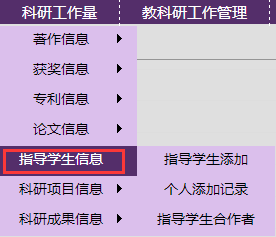 科研工作量 教科研工作管理
著作信息
获奖信息
专利信息
论文信息
指导学生信息 指导学生添加
科研项目信息 个人添加记录
科研成果信息 指导学生合作者